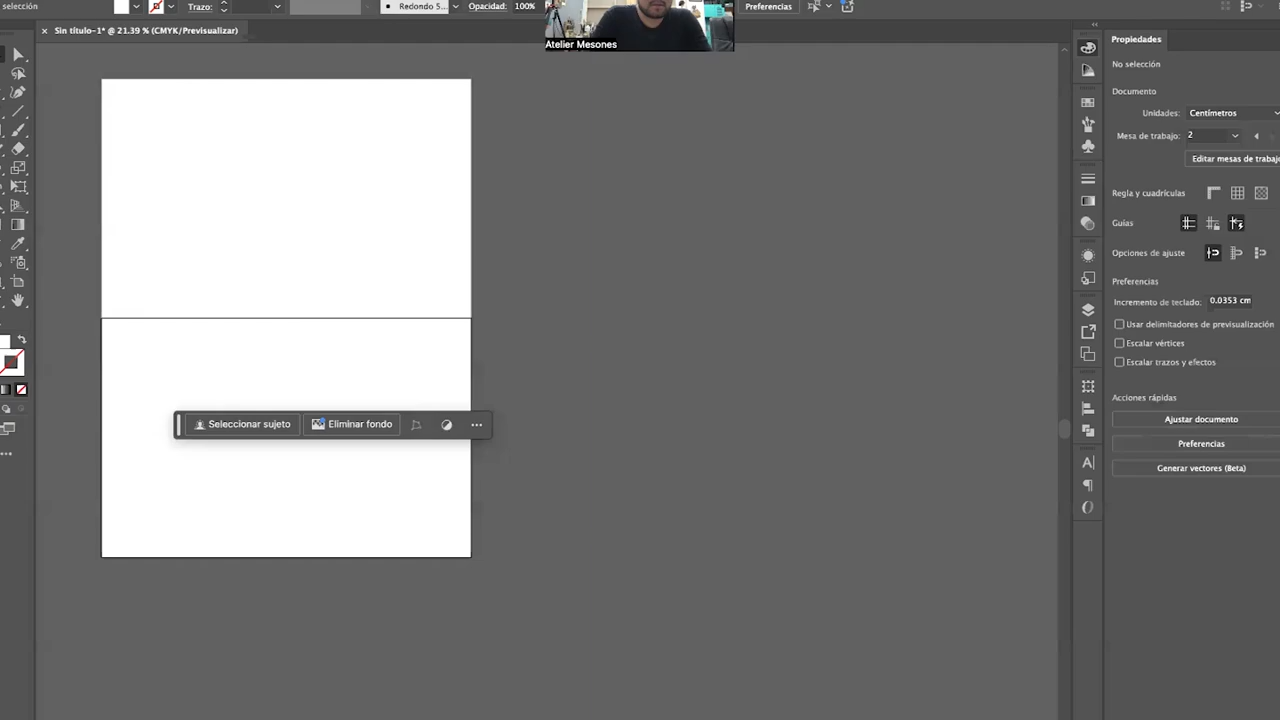 selección
Trazo:
Redondo 5...
Opacidad:
100%
Preferencias
Sin título-1* @ 21.39 % (CMYK/Previsualizar)
Atelier Mesones
Propiedades
No selección
Documento
Unidades:
Centímetros
Mesa de trabajo:
2
Editar mesas de trabajo
Regla y cuadrículas
Guías
Opciones de ajuste
Preferencias
Incremento de teclado:
0.0353 cm
Usar delimitadores de previsualización
Escalar vértices
Escalar trazos y efectos
Acciones rápidas
Ajustar documento
Preferencias
Generar vectores (Beta)
Seleccionar sujeto
Eliminar fondo